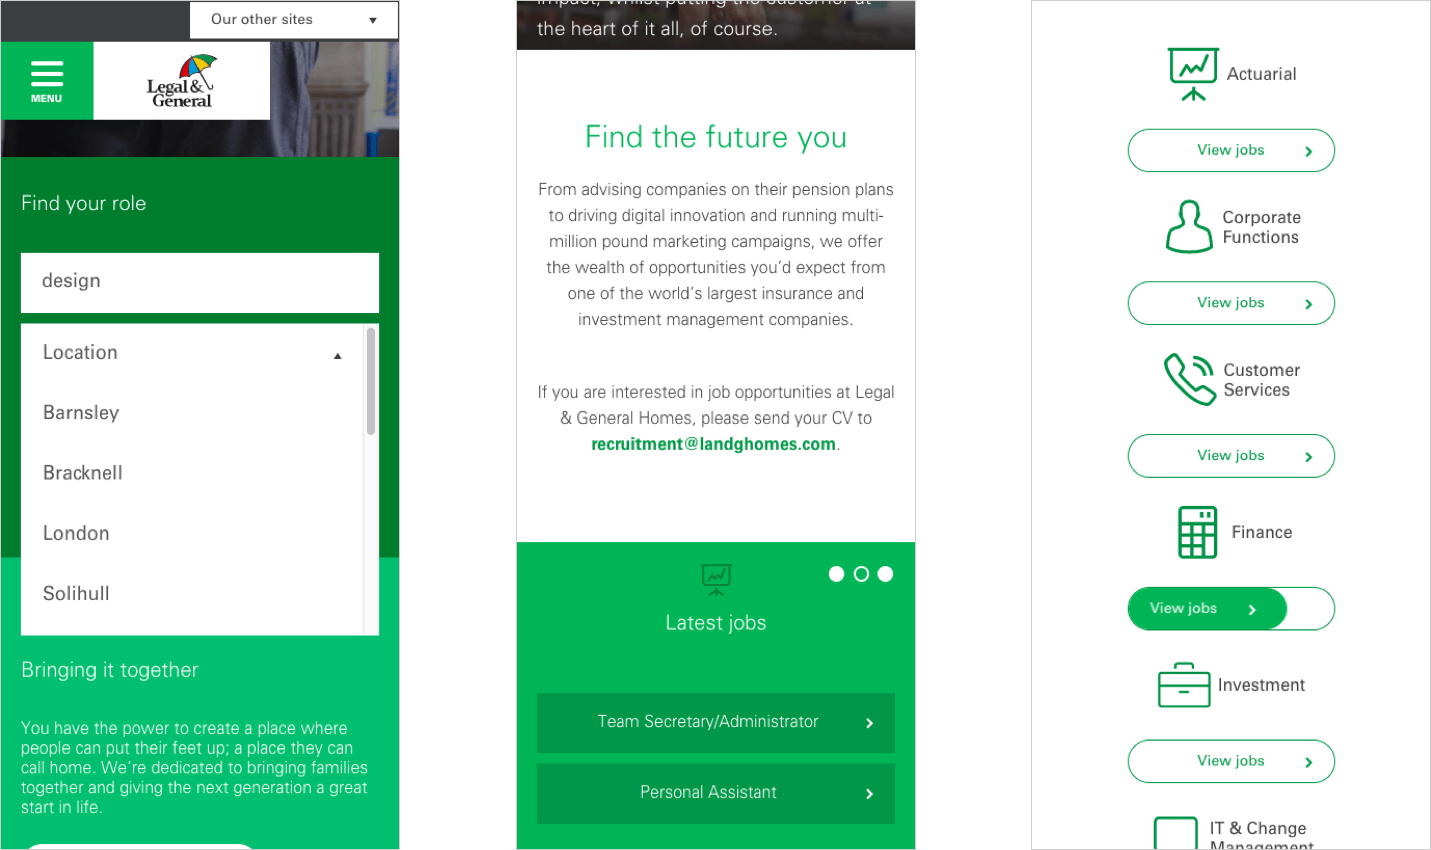 Our other sites
MENU
Legal &
General
Find your role
design
Location
Barnsley
Bracknell
London
Solihull
Bringing it together
You have the power to create a place where
people can put their feet up; a place they can
call home. We're dedicated to bringing families
together and giving the next generation a great
start in life.
impact, whilst putting the customer at
the heart of it all, of course.
Find the future you
From advising companies on their pension plans
to driving digital innovation and running multi-
million pound marketing campaigns, we offer
the wealth of opportunities you'd expect from
one of the world's largest insurance and
investment management companies.
If you are interested in job opportunities at Legal
& General Homes, please send your CV to
recruitment@landghomes.com.
Latest jobs
Team Secretary/Administrator
Personal Assistant
Actuarial
View jobs
Corporate
Functions
View jobs
Customer
Services
View jobs
Finance
View jobs
Investment
View jobs
IT & Change
Management